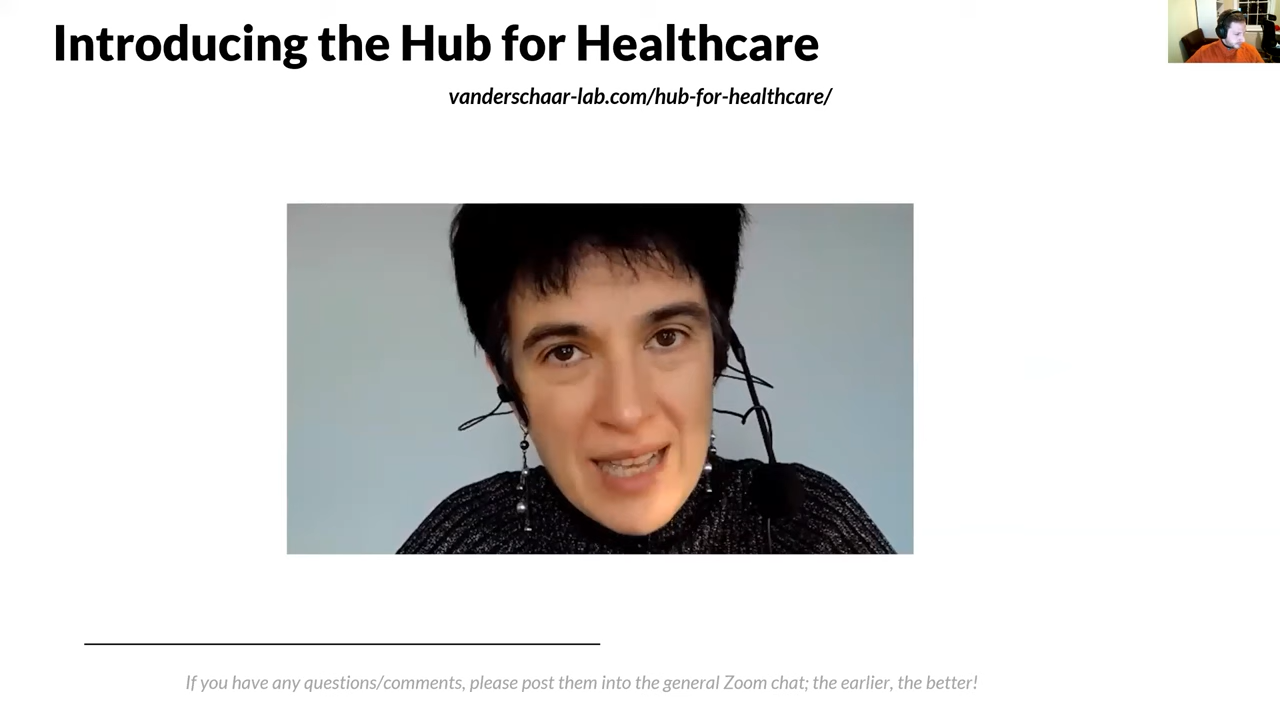 Introducing the Hub for Healthcare
vanderschaar-lab.com/hub-for-healthcare/
If you have any questions/comments, please post them into the general Zoom chat; the earlier, the better!